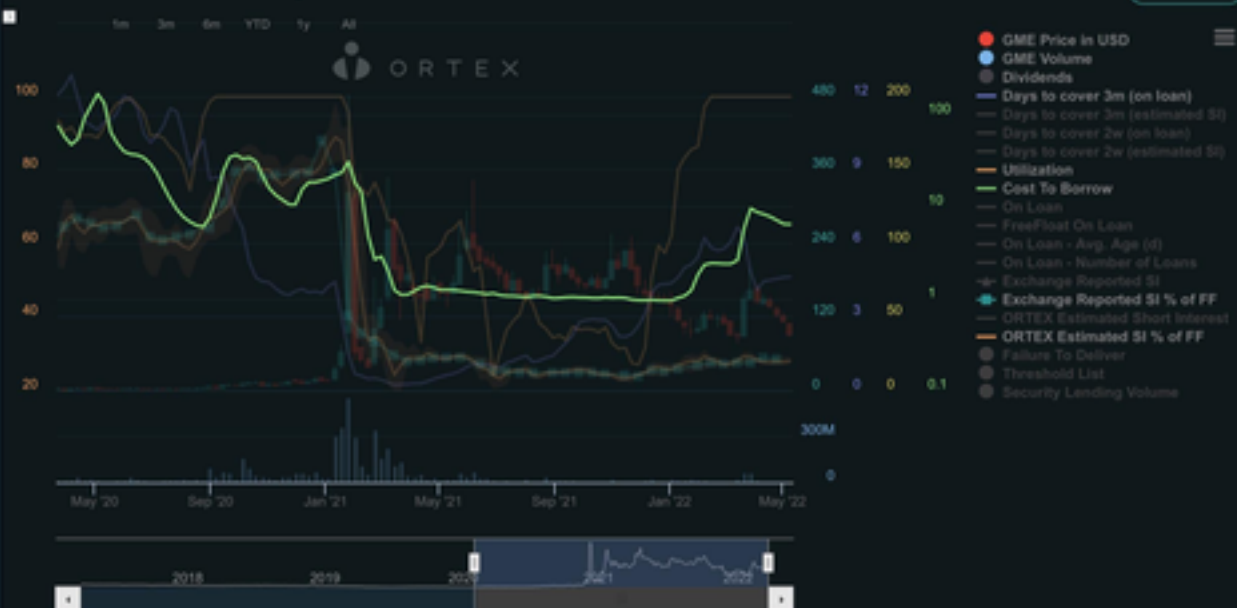 1m 3m 6m YTD 1y All
ORTEX
100 480 12 200
100
80 360 9 150
10
60 240 6 100
1
40 120 3 50
20 0 0 0 0.1
300M
0
May '20 Sep '20 Jan '21 May '21 Sep '21 Jan '22 May '22
2018 2019 2020 2021 2022
GME Price in USD
GME Volume
Dividends
Days to cover 3m (on loan)
Days to cover 3m (estimated SI)
Days to cover 2w (on loan)
Days to cover 2w (estimated SI)
Utilization
Cost To Borrow
On Loan
FreeFloat On Loan
On Loan - Avg. Age (d)
On Loan - Number of Loans
Exchange Reported SI
Exchange Reported SI % of FF
ORTEX Estimated Short Interest
ORTEX Estimated SI % of FF
Failure To Deliver
Threshold List
Security Lending Volume